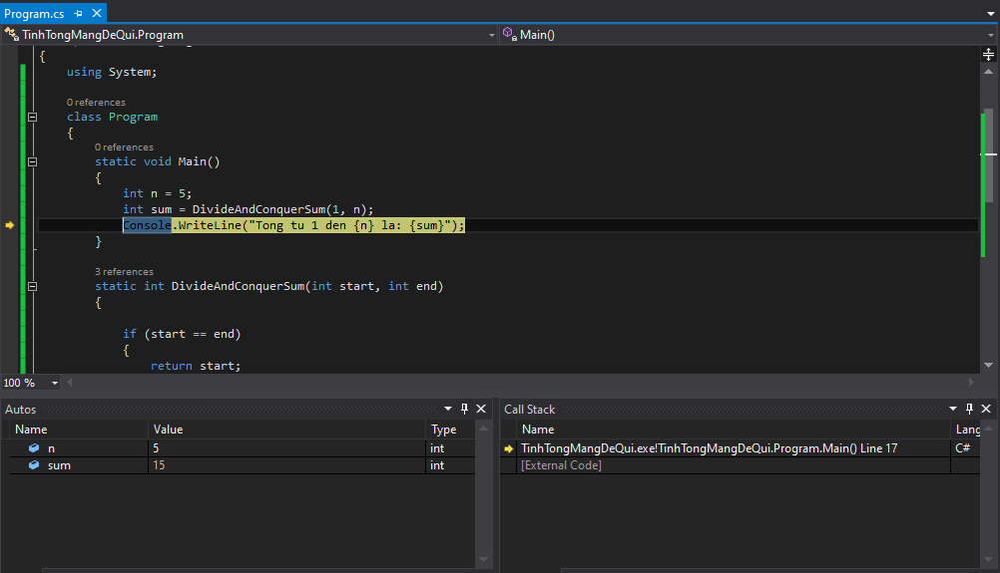 Program.cs
TinhTongMangDeQui.Program
Main()
{
using System;
0 references
class Program
{
0 references
static void Main()
{
int n = 5;
int sum = DivideAndConquerSum(1, n);
Console.WriteLine("Tong tu 1 den {n} la: {sum}");
}
3 references
static int DivideAndConquerSum(int start, int end)
{
if (start == end)
{
return start;
100 %
Autos
Name Value Type
n 5 int
sum 15 int
Call Stack
Name Lang
TinhTongMangDeQui.exe!TinhTongMangDeQui.Program.Main() Line 17 C#
[External Code]